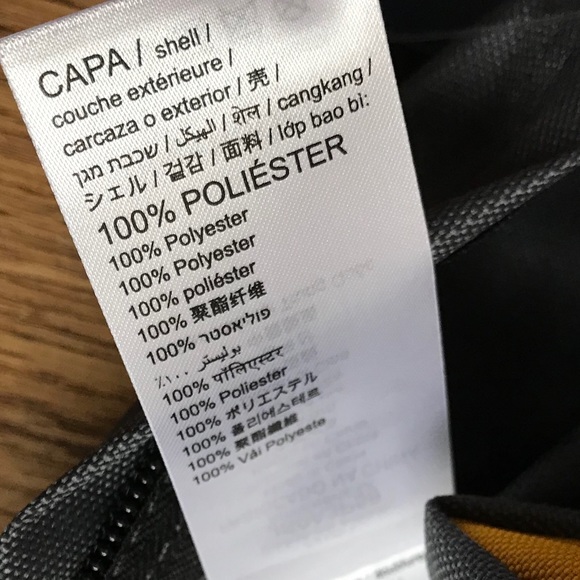 CAPA / shell /
couche extérieure /
carcaza o exterior / 壳 /
שכבת מגן / الهيكل / शेल / cangkang /
シェル / 겉감 / 面料 / lớp bao bì:
100% POLIÉSTER
100% Polyester
100% Polyester
100% poliéster
100% 聚酯纤维
100% פוליאסטר
٪١٠٠ بوليستر
100% पॉलिएस्टर
100% Poliester
100% ポリエステル
100% 폴리에스테르
100% 聚酯纖維
100% Vải Polyeste